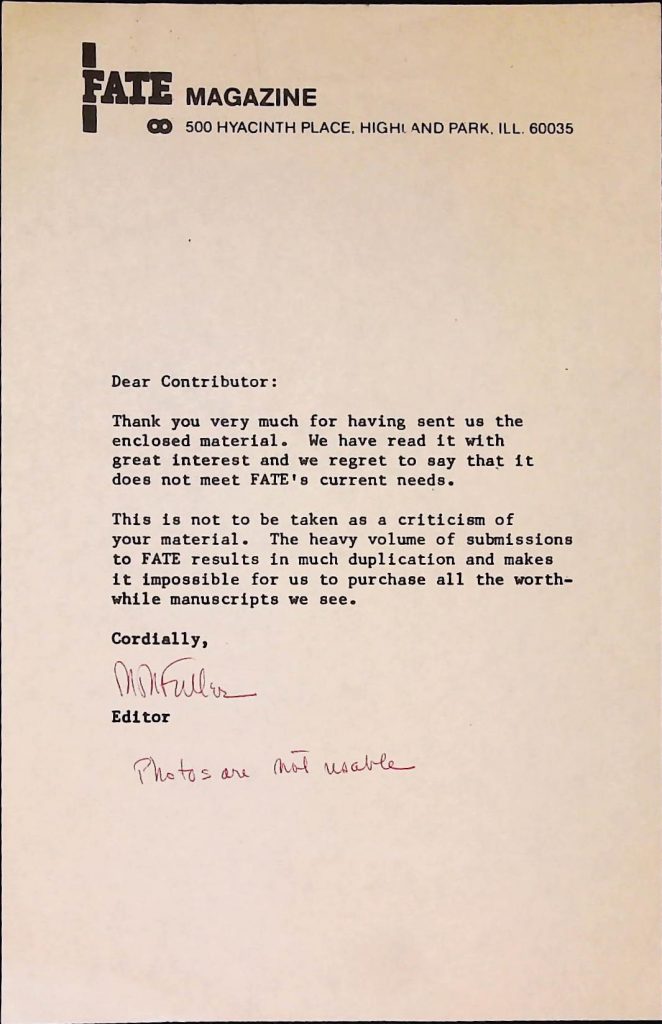 FATE MAGAZINE
500 HYACINTH PLACE, HIGHLAND PARK, ILL. 60035
Dear Contributor:
Thank you very much for having sent us the
enclosed material. We have read it with
great interest and we regret to say that it
does not meet FATE's current needs.
This is not to be taken as a criticism of
your material. The heavy volume of submissions
to FATE results in much duplication and makes
it impossible for us to purchase all the worth-
while manuscripts we see.
Cordially,
Fuller
Editor
Photos are not usable